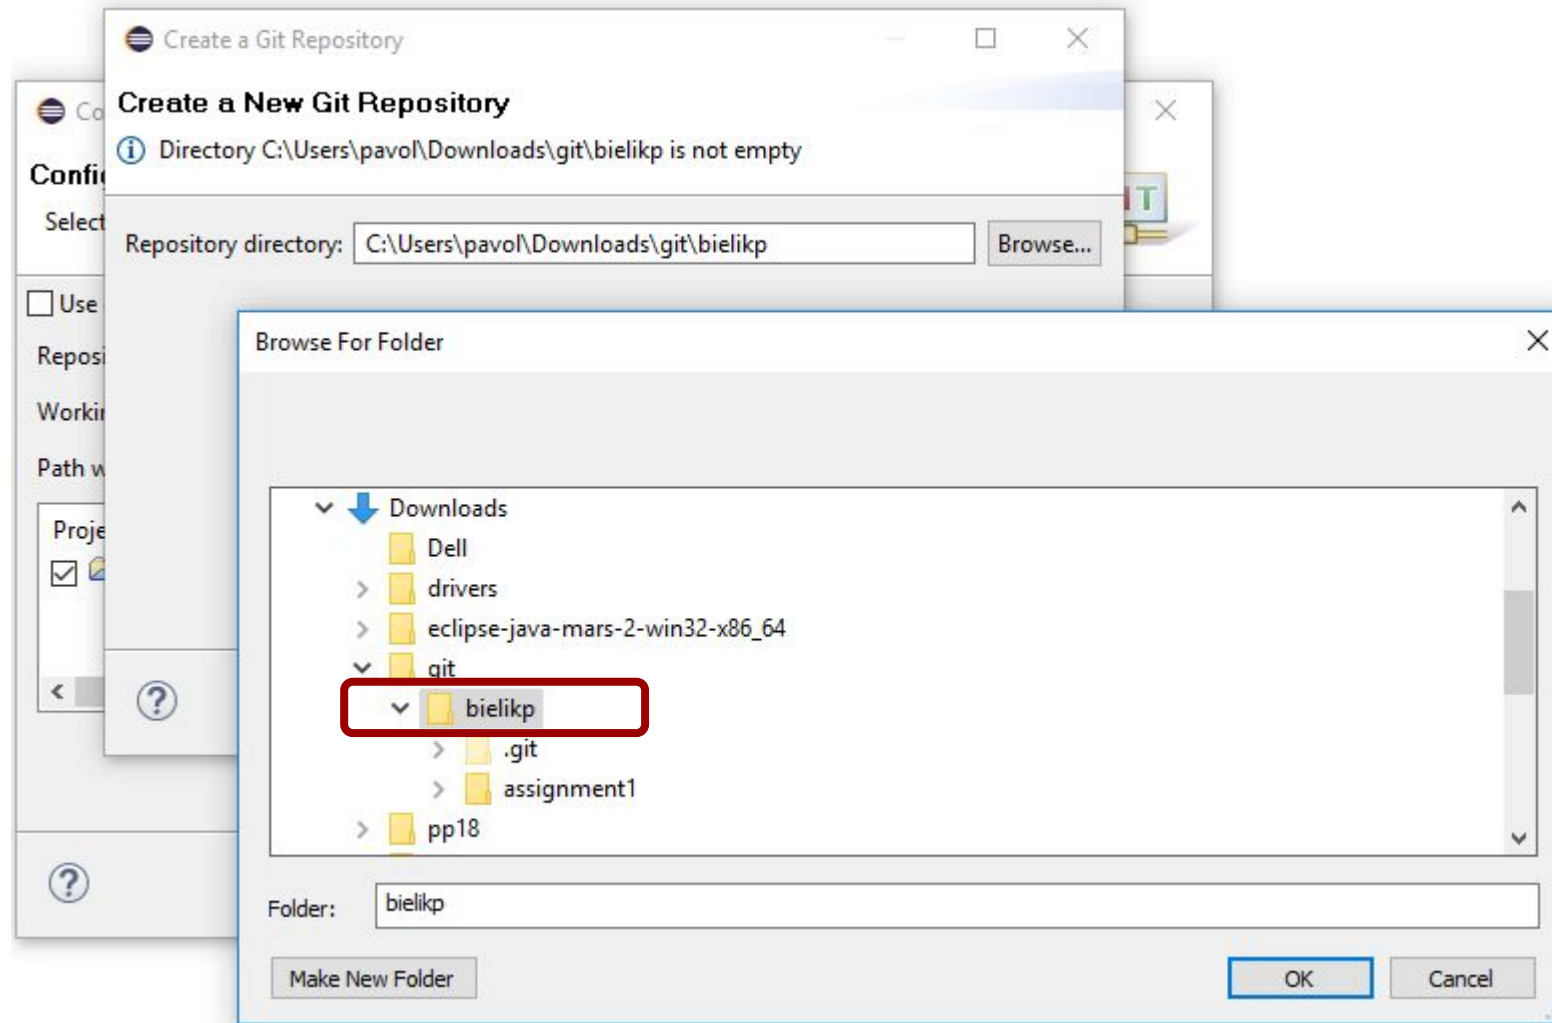 Create a Git Repository
Create a New Git Repository
Directory C:\Users\pavol\Downloads\git\bielikp is not empty
Repository directory: C:\Users\pavol\Downloads\git\bielikp Browse...
Co
Confi
Select
T
Use
Reposi
Workin
Path w
Proje
Browse For Folder
Downloads
Dell
drivers
eclipse-java-mars-2-win32-x86_64
git
bielikp
.git
assignment1
pp18
Folder: bielikp
Make New Folder OK Cancel